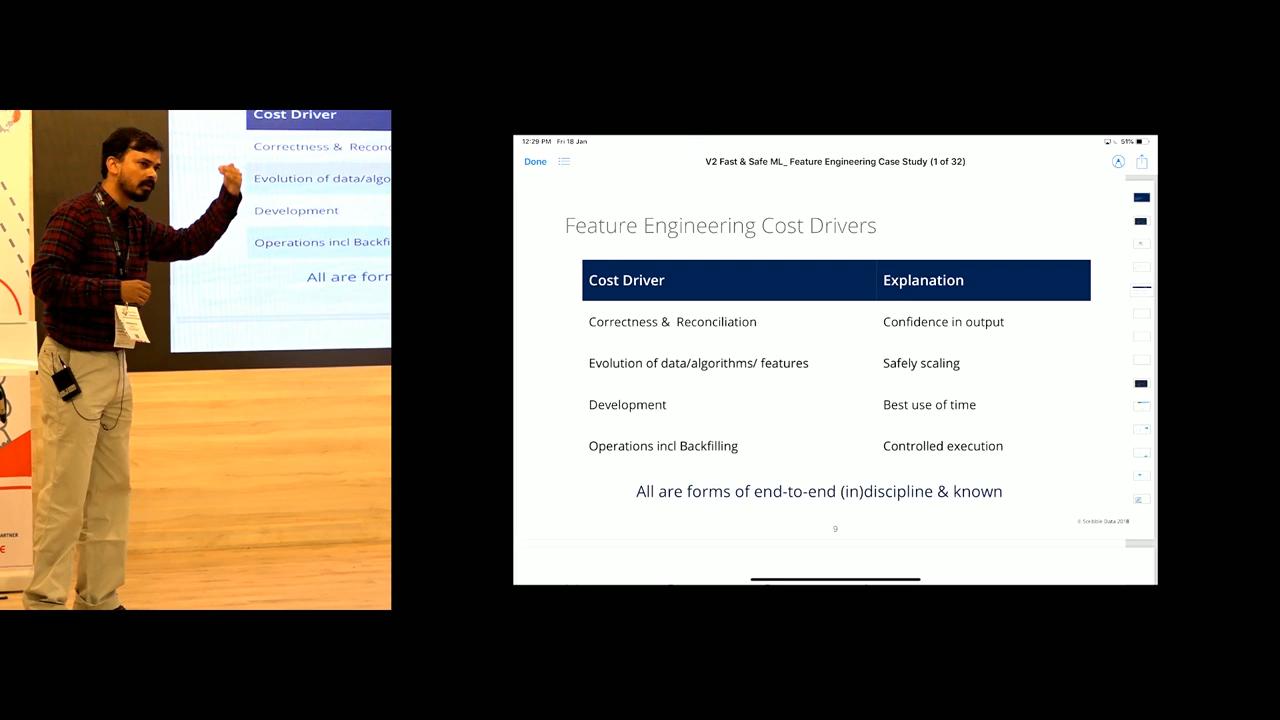 Cost Driver
Correctness & Reconc
Evolution of data/algo
Development
Operations incl Backfi
All are for
ARTNER
12:29 PM Fri 18 Jan
51%
Done
V2 Fast & Safe ML_ Feature Engineering Case Study (1 of 32)
Feature Engineering Cost Drivers
Cost Driver Explanation
Correctness & Reconciliation Confidence in output
Evolution of data/algorithms/ features Safely scaling
Development Best use of time
Operations incl Backfilling Controlled execution
All are forms of end-to-end (in)discipline & known
© Scribble Data 2018
9